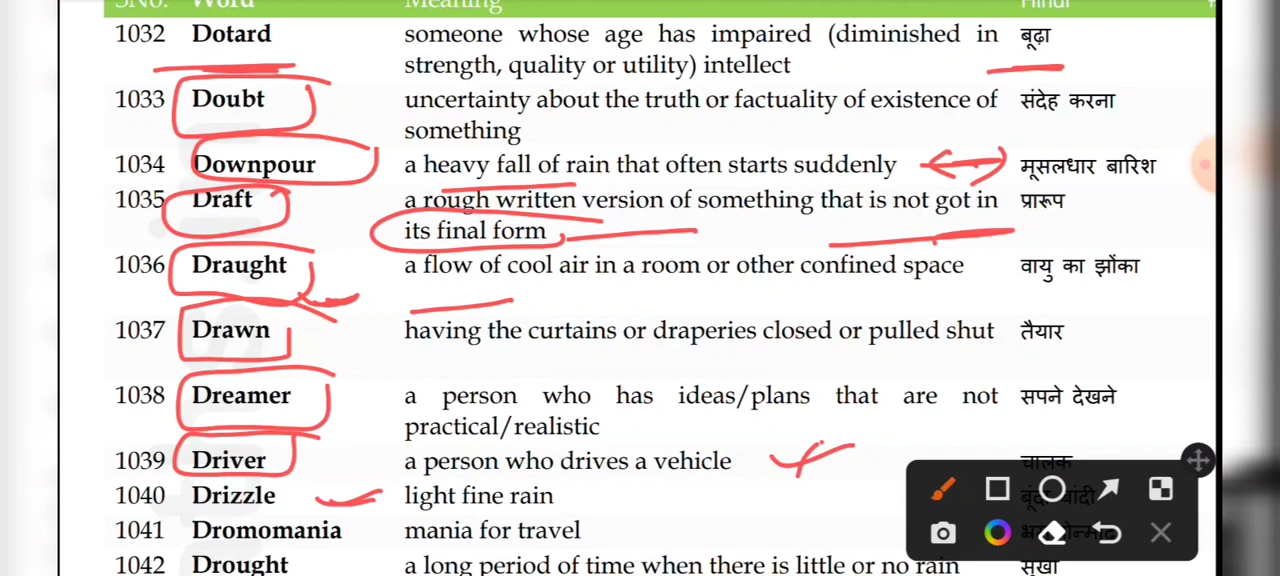 SNo. Word Meaning Hindi
1032 Dotard someone whose age has impaired (diminished in बूढ़ा
strength, quality or utility) intellect
1033 Doubt uncertainty about the truth or factuality of existence of संदेह करना
something
1034 Downpour a heavy fall of rain that often starts suddenly मूसलधार बारिश
1035 Draft a rough written version of something that is not got in प्रारूप
its final form
1036 Draught a flow of cool air in a room or other confined space वायु का झोंका
1037 Drawn having the curtains or draperies closed or pulled shut तैयार
1038 Dreamer a person who has ideas/plans that are not सपने देखने
practical/realistic
1039 Driver a person who drives a vehicle चालक
1040 Drizzle light fine rain
1041 Dromomania mania for travel
1042 Drought a long period of time when there is little or no rain सूखा